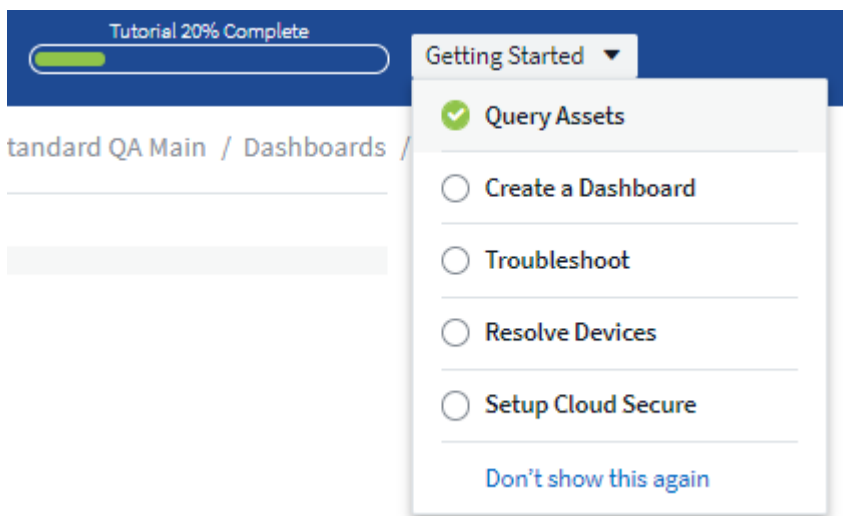 Tutorial 20% Complete
Getting Started
Query Assets
tandard QA Main / Dashboards /
Create a Dashboard
Troubleshoot
Resolve Devices
Setup Cloud Secure
Don't show this again